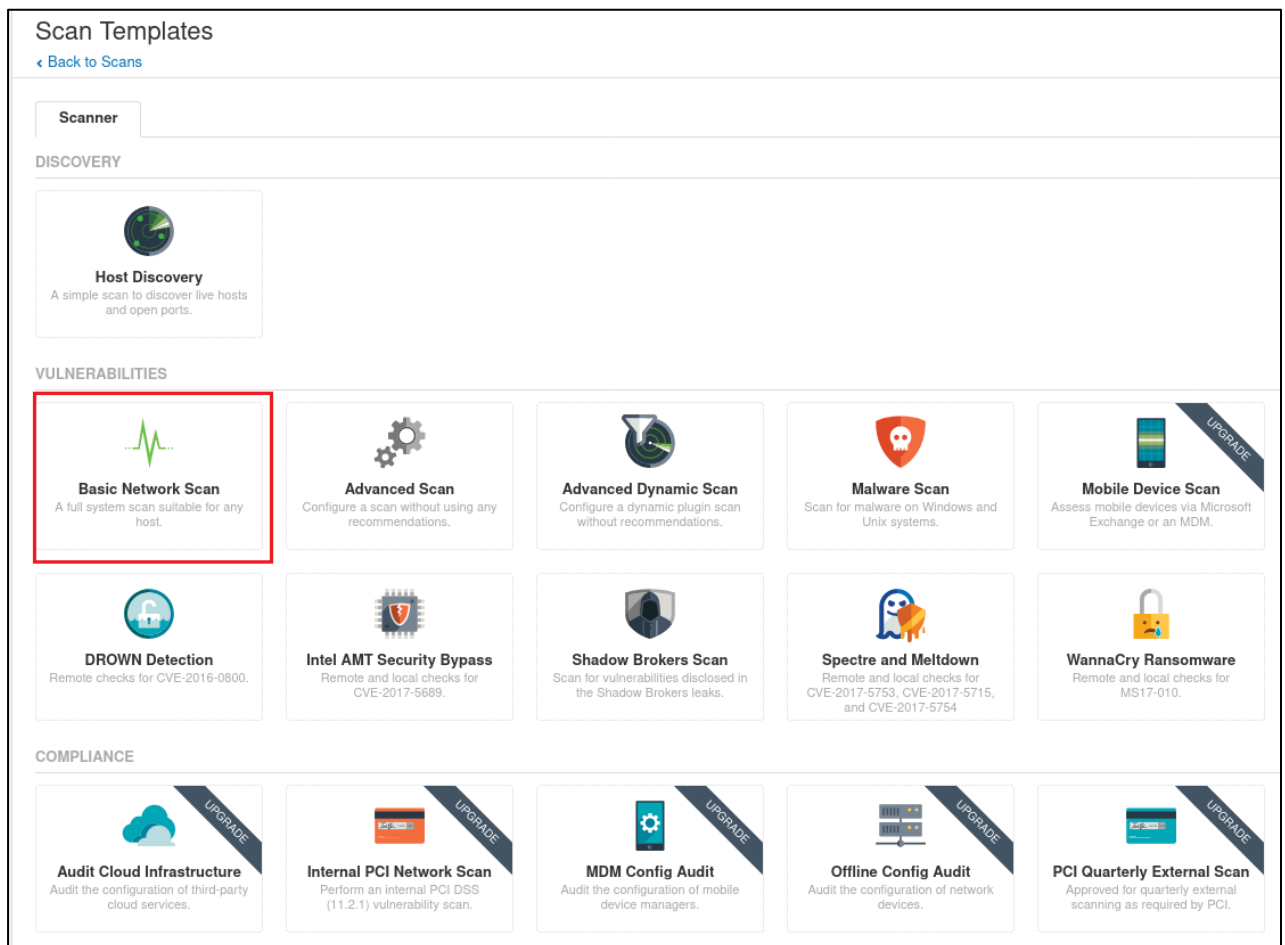 Scan Templates
‹ Back to Scans
Scanner
DISCOVERY
Host Discovery
A simple scan to discover live hosts
and open ports.
VULNERABILITIES
Basic Network Scan
A full system scan suitable for any
host.
Advanced Scan
Configure a scan without using any
recommendations.
Advanced Dynamic Scan
Configure a dynamic plugin scan
without recommendations.
Malware Scan
Scan for malware on Windows and
Unix systems.
UPGRADE
Mobile Device Scan
Assess mobile devices via Microsoft
Exchange or an MDM.
DROWN Detection
Remote checks for CVE-2016-0800.
Intel AMT Security Bypass
Remote and local checks for
CVE-2017-5689.
Shadow Brokers Scan
Scan for vulnerabilities disclosed in
the Shadow Brokers leaks.
Spectre and Meltdown
Remote and local checks for
CVE-2017-5753, CVE-2017-5715,
and CVE-2017-5754
WannaCry Ransomware
Remote and local checks for
MS17-010.
COMPLIANCE
UPGRADE
Audit Cloud Infrastructure
Audit the configuration of third-party
cloud services.
UPGRADE
Internal PCI Network Scan
Perform an internal PCI DSS
(11.2.1) vulnerability scan.
UPGRADE
MDM Config Audit
Audit the configuration of mobile
device managers.
UPGRADE
Offline Config Audit
Audit the configuration of network
devices.
UPGRADE
PCI Quarterly External Scan
Approved for quarterly external
scanning as required by PCI.